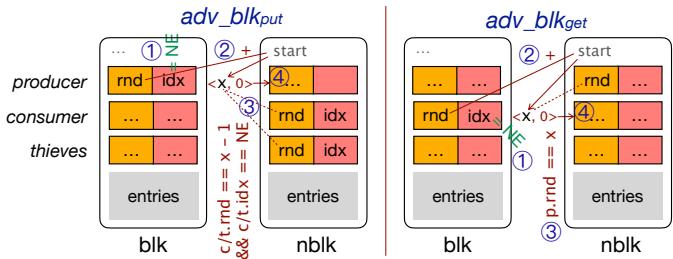 adv_blkput
adv_blkget
... ① = NE ② + start
producer rnd idx <x, 0> ④ ...
③
consumer ... ... rnd idx
thieves ... ... rnd idx
c/t.rnd == x - 1
&& c/t.idx == NE
entries entries
blk nblk
... ② + start
... ... rnd ...
<x, 0> ④
rnd idx = NE ... ...
①
... ... ... ...
p.rnd == x
③
entries entries
blk nblk